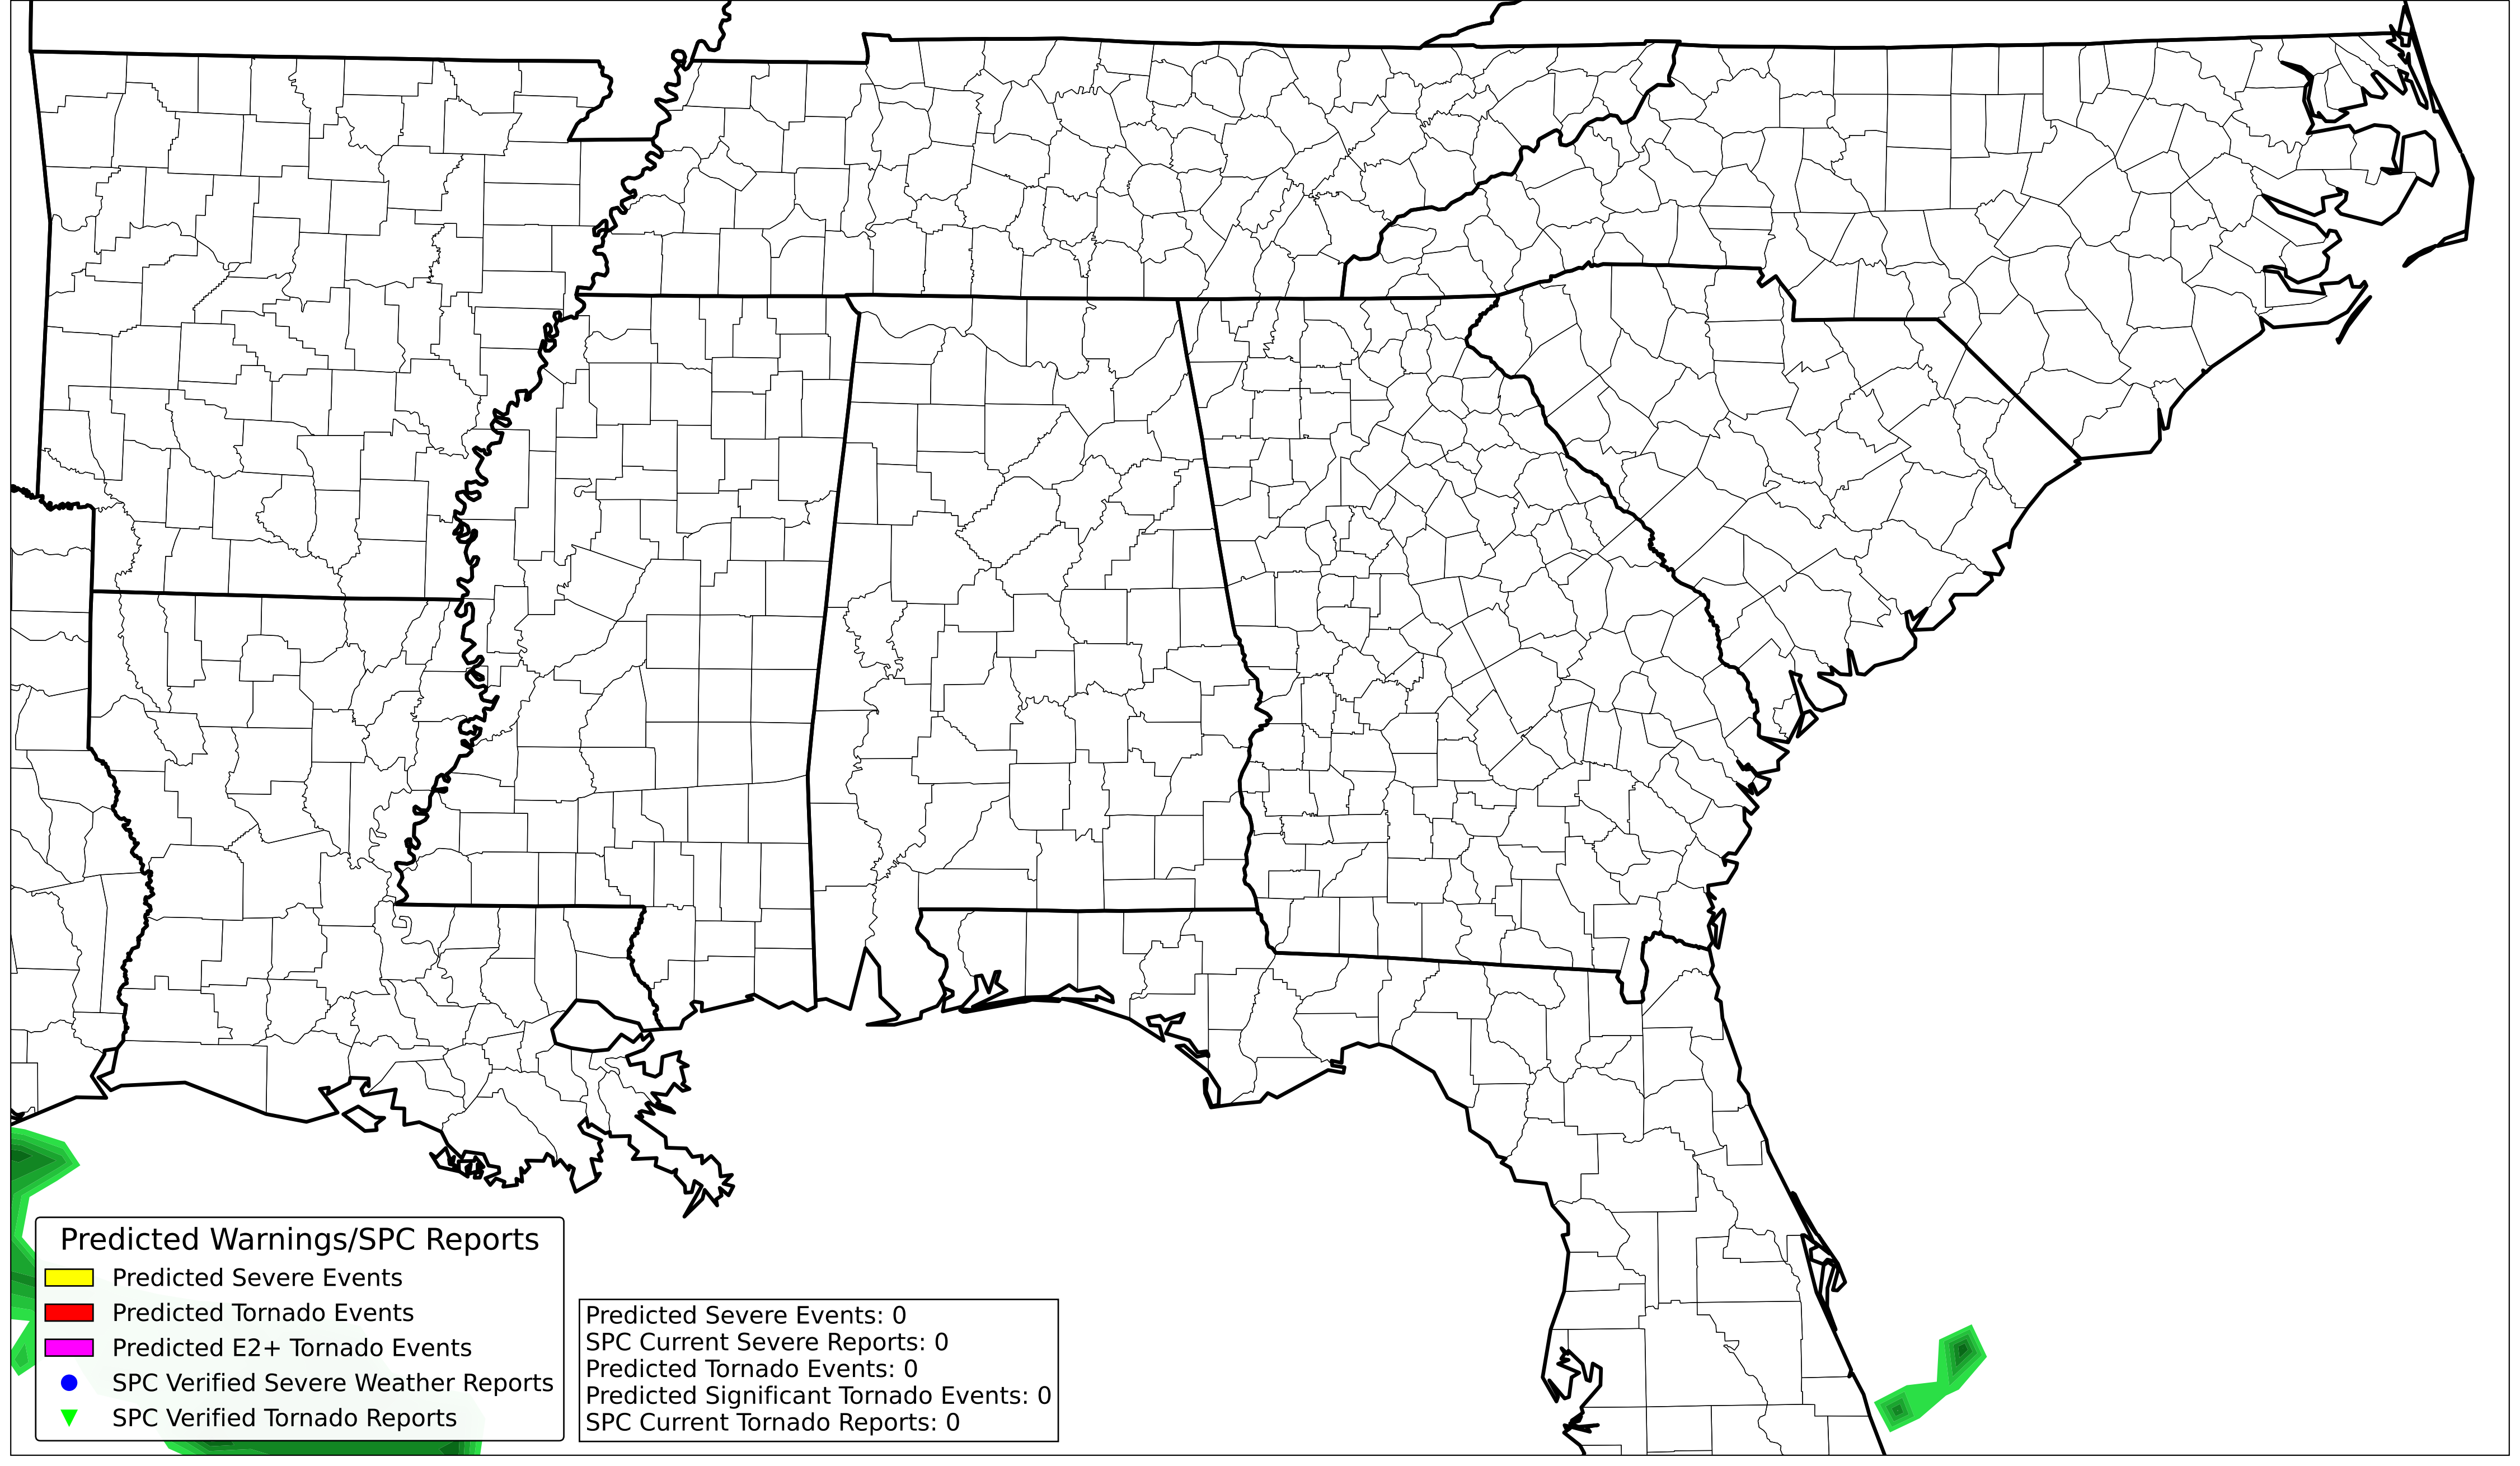 Predicted Warnings/SPC Reports
Predicted Severe Events
Predicted Tornado Events
Predicted E2+ Tornado Events
SPC Verified Severe Weather Reports
SPC Verified Tornado Reports
Predicted Severe Events: 0
SPC Current Severe Reports: 0
Predicted Tornado Events: 0
Predicted Significant Tornado Events: 0
SPC Current Tornado Reports: 0